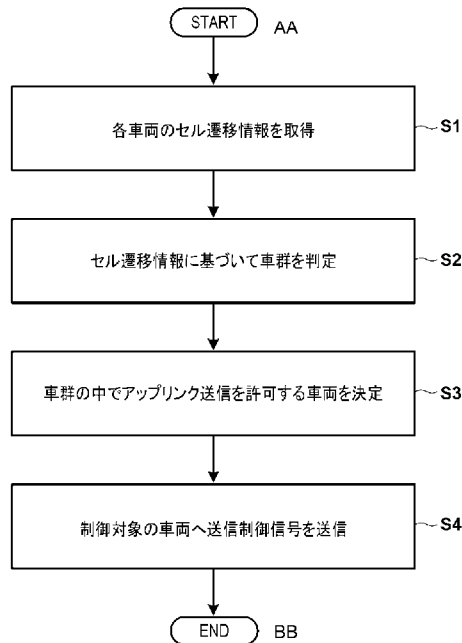 START AA
各車両のセル遷移情報を取得 S1
セル遷移情報に基づいて車群を判定 S2
車群の中でアップリンク送信を許可する車両を決定 S3
制御対象の車両へ送信制御信号を送信 S4
END BB